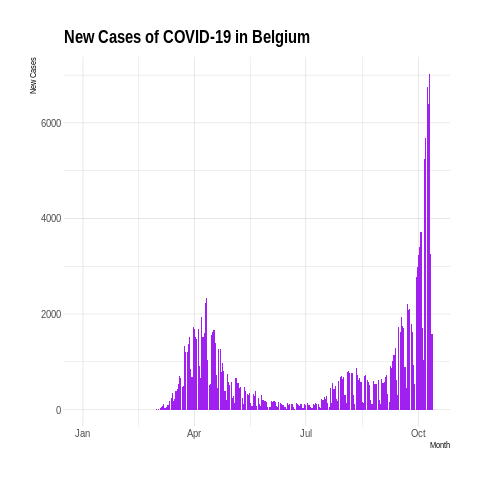 New Cases of COVID-19 in Belgium
New Cases
6000
4000
2000
0
Jan Apr Jul Oct
Month